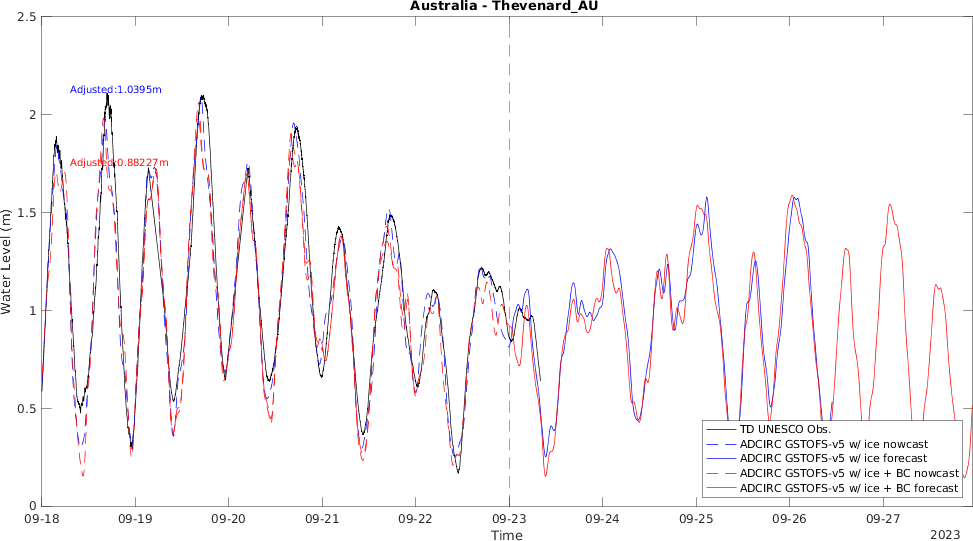 Australia - Thevenard_AU
2.5
2
1.5
1
0.5
0
Water Level (m)
Adjusted:1.0395m
Adjusted:0.88227m
TD UNESCO Obs.
ADCIRC GSTOFS-v5 w/ ice nowcast
ADCIRC GSTOFS-v5 w/ ice forecast
ADCIRC GSTOFS-v5 w/ ice + BC nowcast
ADCIRC GSTOFS-v5 w/ ice + BC forecast
09-18 09-19 09-20 09-21 09-22 09-23 09-24 09-25 09-26 09-27
Time
2023